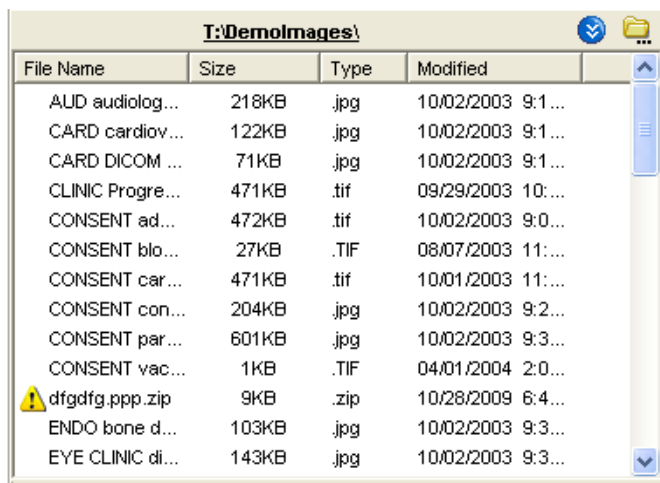 T:\DemoImages\
File Name Size Type Modified
AUD audiolog... 218KB .jpg 10/02/2003 9:1...
CARD cardiov... 122KB .jpg 10/02/2003 9:1...
CARD DICOM ... 71KB .jpg 10/02/2003 9:1...
CLINIC Progre... 471KB .tif 09/29/2003 10:...
CONSENT ad... 472KB .tif 10/02/2003 9:0...
CONSENT blo... 27KB .TIF 08/07/2003 11:...
CONSENT car... 471KB .tif 10/01/2003 11:...
CONSENT con... 204KB .jpg 10/02/2003 9:2...
CONSENT par... 601KB .jpg 10/02/2003 9:3...
CONSENT vac... 1KB .TIF 04/01/2004 2:0...
dfgdfg.ppp.zip 9KB .zip 10/28/2009 6:4...
ENDO bone d... 103KB .jpg 10/02/2003 9:3...
EYE CLINIC di... 143KB .jpg 10/02/2003 9:3...